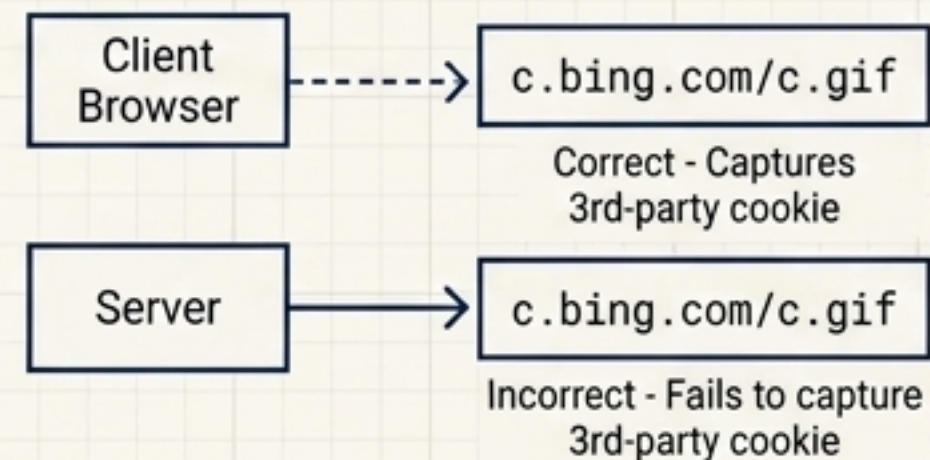 Client
Browser
c.bing.com/c.gif
Correct - Captures
3rd-party cookie
Server
c.bing.com/c.gif
Incorrect - Fails to capture
3rd-party cookie